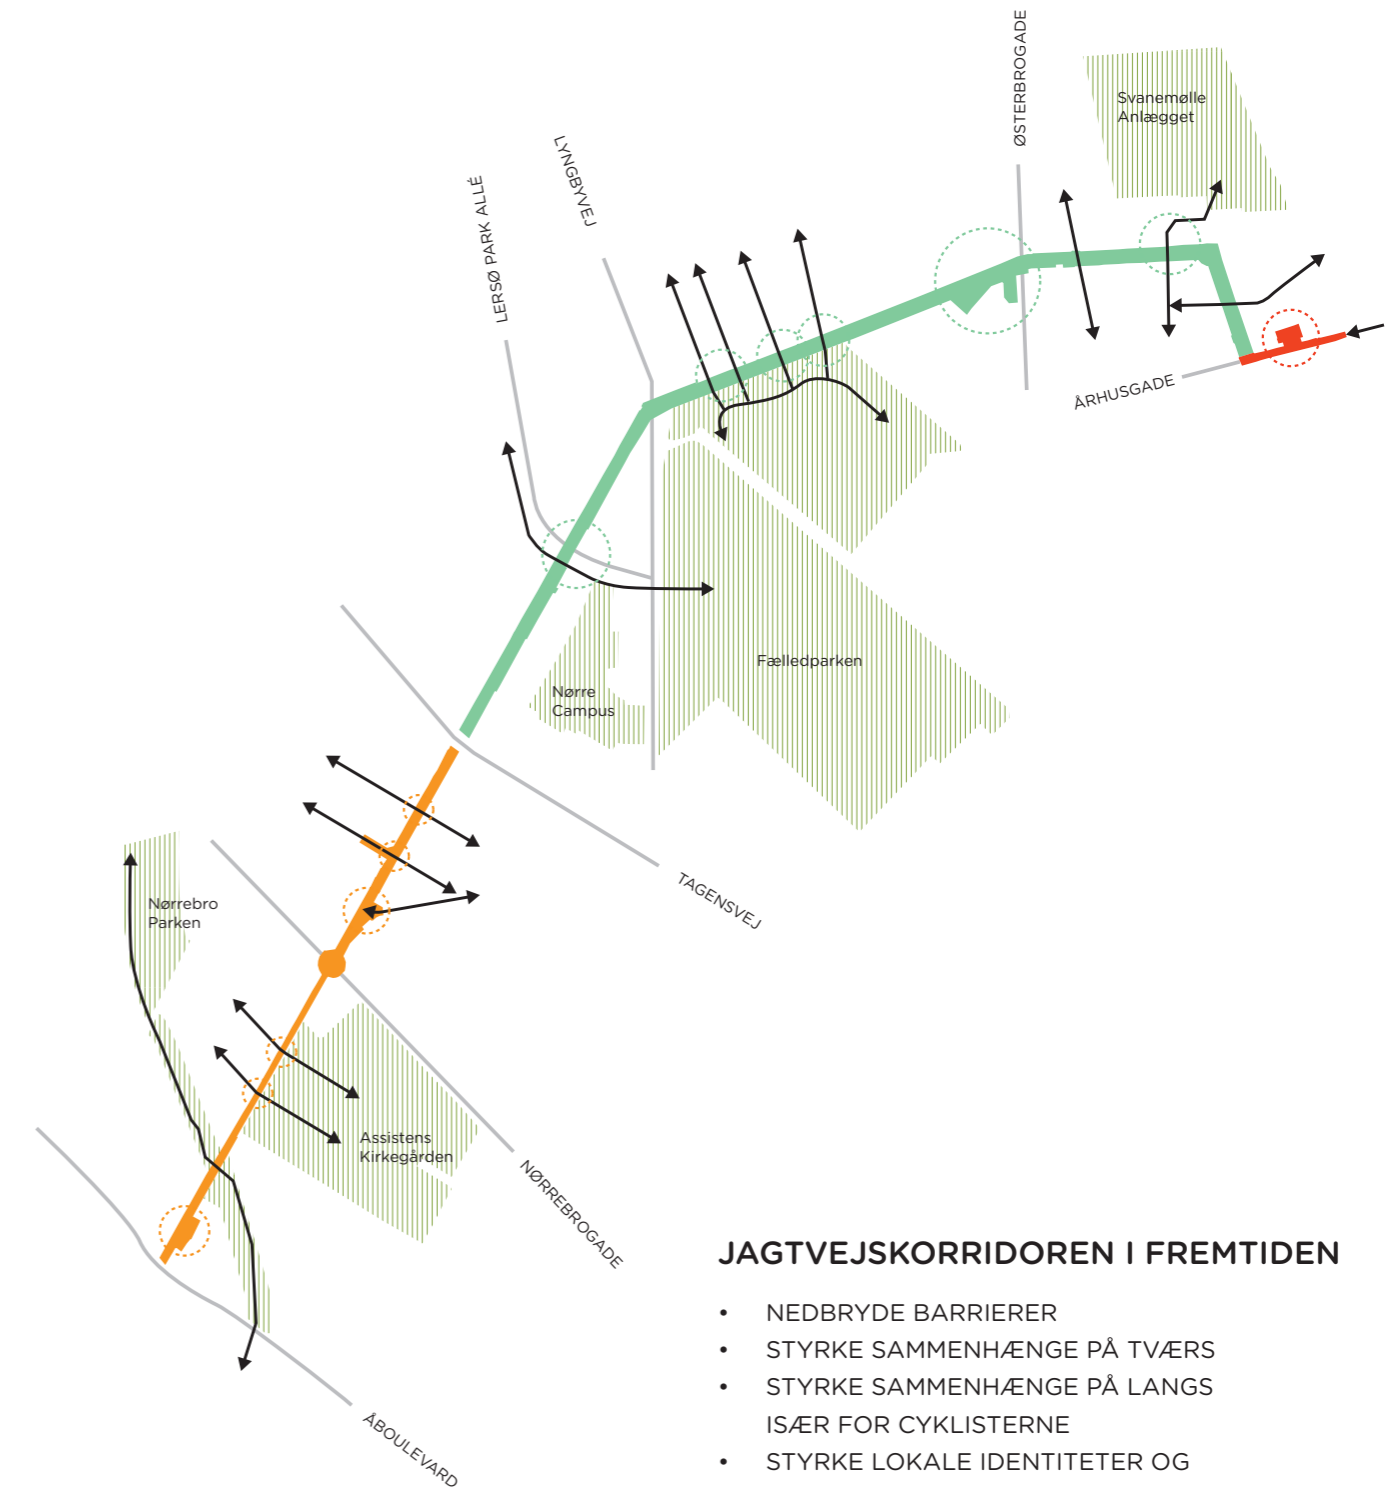 ØSTERBROGADE
Svanemølle
Anlægget
LYNGBYVEJ
LERSØ PARK ALLÉ
ÅRHUSGADE
Fælledparken
Nørre
Campus
TAGENSVEJ
Nørrebro
Parken
Assistens
Kirkegården
NØRREBROGADE
ÅBOULEVARD
JAGTVEJSKORRIDOREN I FREMTIDEN
• NEDBRYDE BARRIERER
• STYRKE SAMMENHÆNGE PÅ TVÆRS
• STYRKE SAMMENHÆNGE PÅ LANGS
ISÆR FOR CYKLISTERNE
• STYRKE LOKALE IDENTITETER OG